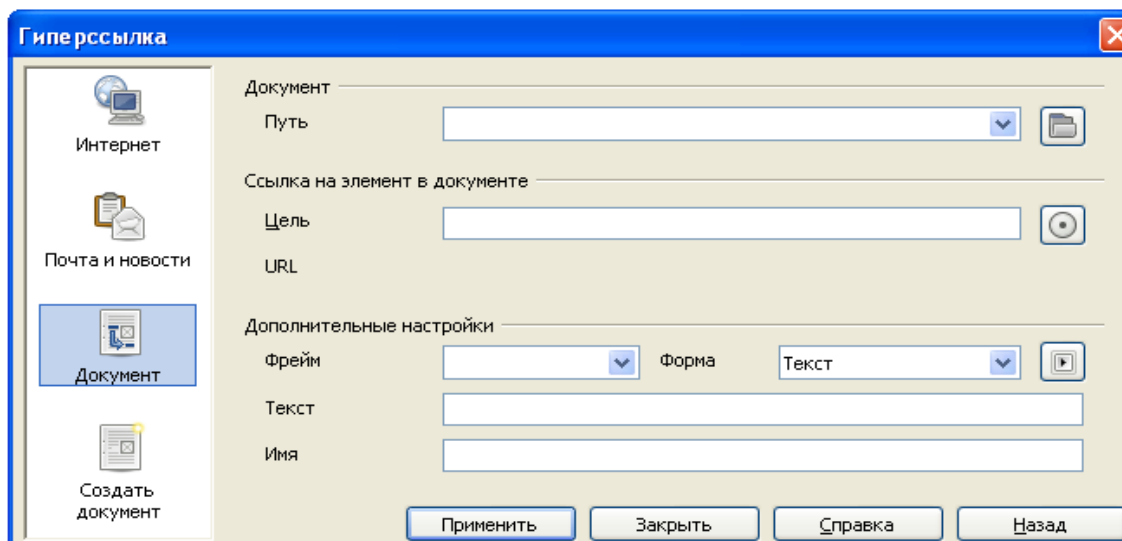 Гиперссылка
Интернет
Почта и новости
Документ
Создать
документ
Документ
Путь
Ссылка на элемент в документе
Цель
URL
Дополнительные настройки
Фрейм Форма Текст
Текст
Имя
Применить Закрыть Справка Назад